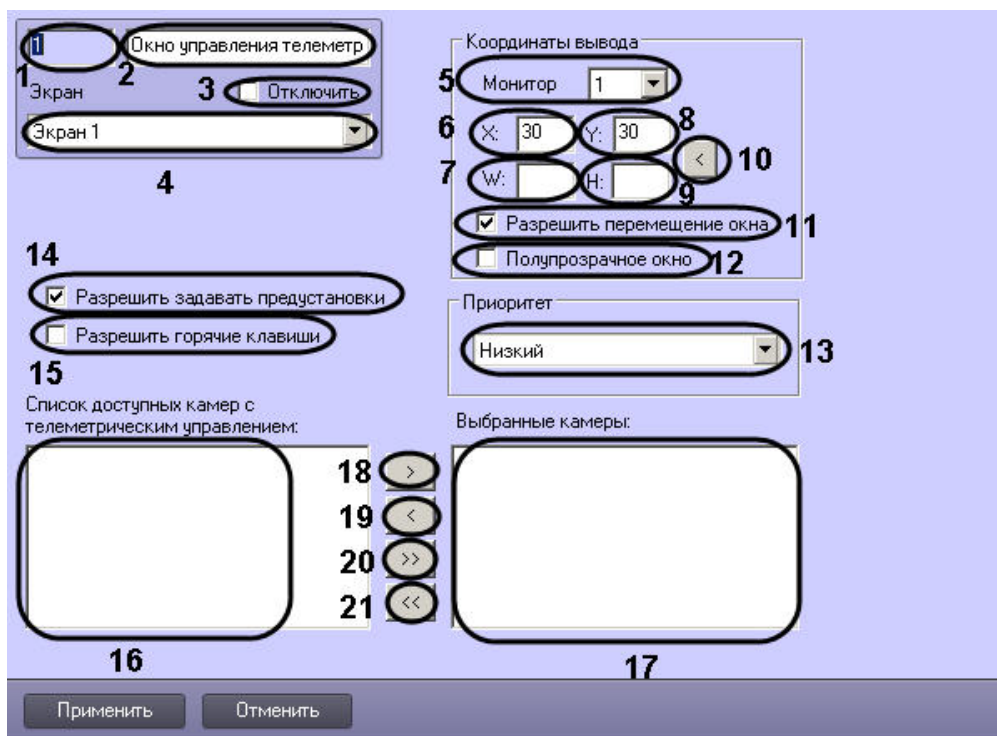 1 Окно управления телеметр
1 2
Экран 3 Отключить
Экран 1
4
Координаты вывода
5 Монитор 1
6 X: 30 Y: 30 8
7 W: H: 9 < 10
Разрешить перемещение окна 11
Полупрозрачное окно 12
14
Разрешить задавать предустановки
Разрешить горячие клавиши
15
Приоритет
Низкий 13
Список доступных камер с
телеметрическим управлением:
Выбранные камеры:
18 >
19 <
20 >>
21 <<
16
17
Применить Отменить